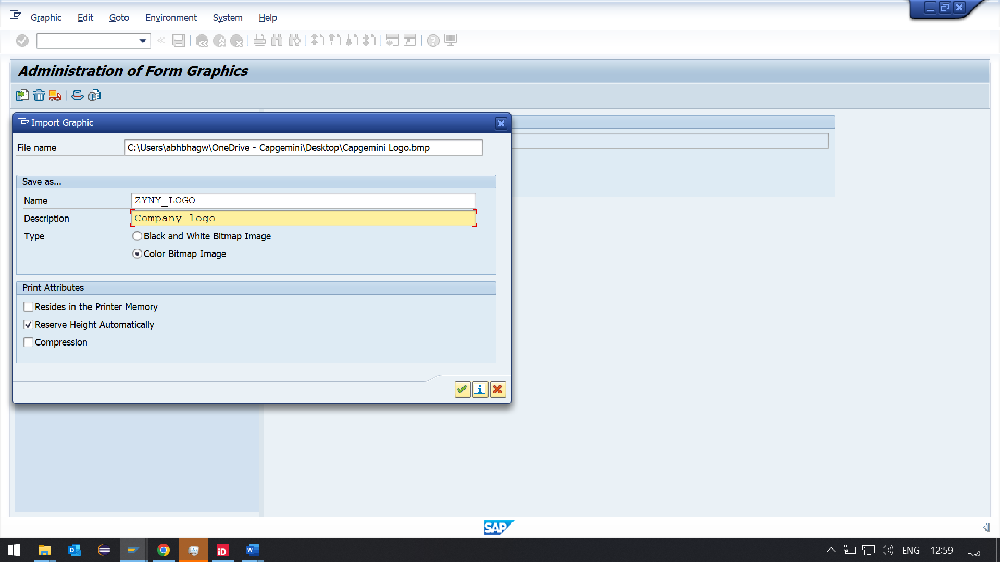 Graphic Edit Goto Environment System Help
Administration of Form Graphics
Import Graphic
File name C:\Users\abhbhagw\OneDrive - Capgemini\Desktop\Capgemini Logo.bmp
Save as...
Name ZYNY_LOGO
Description Company logo
Type Black and White Bitmap Image
Color Bitmap Image
Print Attributes
Resides in the Printer Memory
Reserve Height Automatically
Compression
SAP
iD ENG 12:59